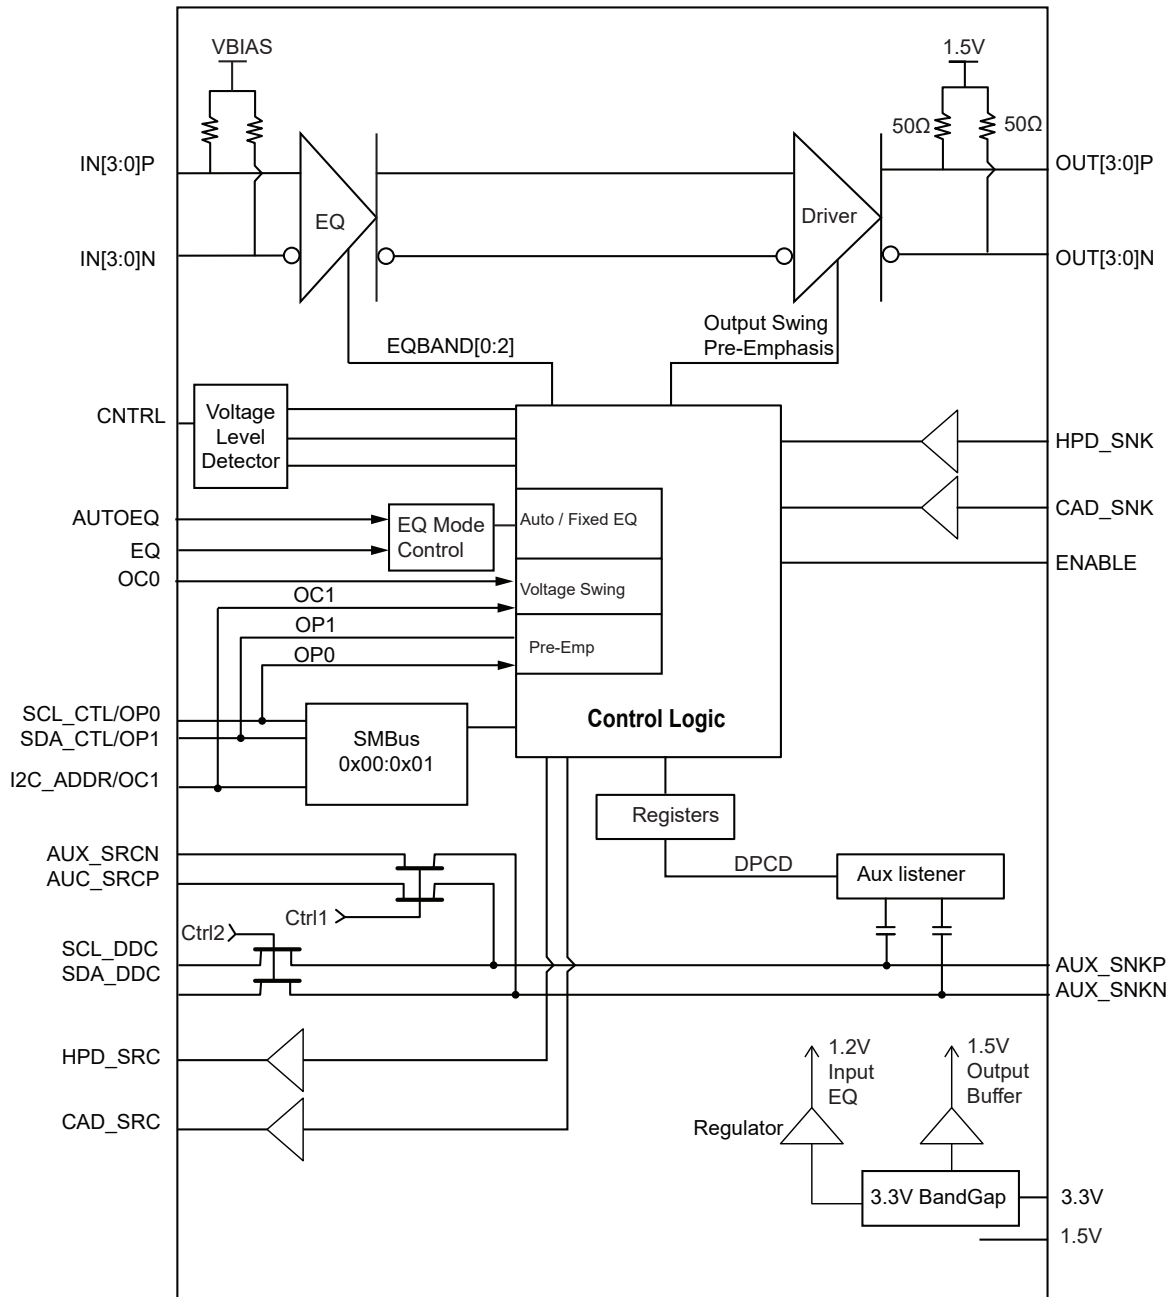 VBIAS
1.5V
50Ω
50Ω
IN[3:0]P
OUT[3:0]P
EQ
Driver
IN[3:0]N
OUT[3:0]N
EQBAND[0:2]
Output Swing
Pre-Emphasis
CNTRL
Voltage
Level
Detector
HPD_SNK
AUTOEQ
EQ Mode
Control
Auto / Fixed EQ
CAD_SNK
EQ
OC0
Voltage Swing
ENABLE
OC1
OP1
Pre-Emp
OP0
SCL_CTL/OP0
SDA_CTL/OP1
SMBus
0x00:0x01
Control Logic
I2C_ADDR/OC1
Registers
AUX_SRCN
AUC_SRCP
DPCD
Aux listener
Ctrl1
Ctrl2
SCL_DDC
SDA_DDC
AUX_SNKP
AUX_SNKN
HPD_SRC
1.2V
Input
EQ
1.5V
Output
Buffer
CAD_SRC
Regulator
3.3V BandGap
3.3V
1.5V